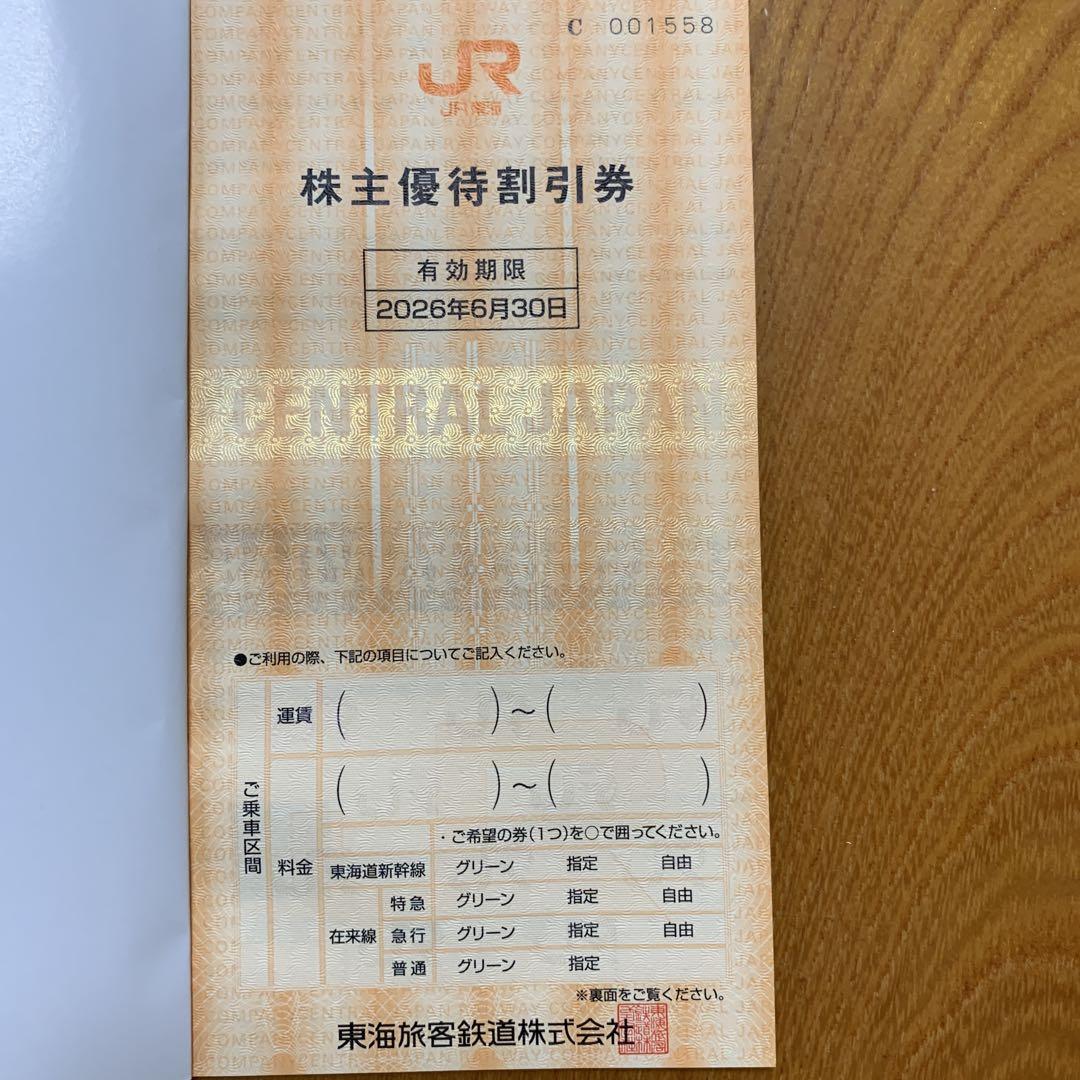 C 001558
JR
JR東海
株主優待割引券
有効期限
2026年6月30日
CENTRAL JAPAN
●ご利用の際、下記の項目についてご記入ください。
ご乗車区間
運賃 ( )～( )
料金 ( )～( )
・ご希望の券(1つ)を○で囲ってください。
東海道新幹線 グリーン 指定 自由
在来線 特急 グリーン 指定 自由
急行 グリーン 指定 自由
普通 グリーン 指定
※裏面をご覧ください。
東海旅客鉄道株式会社